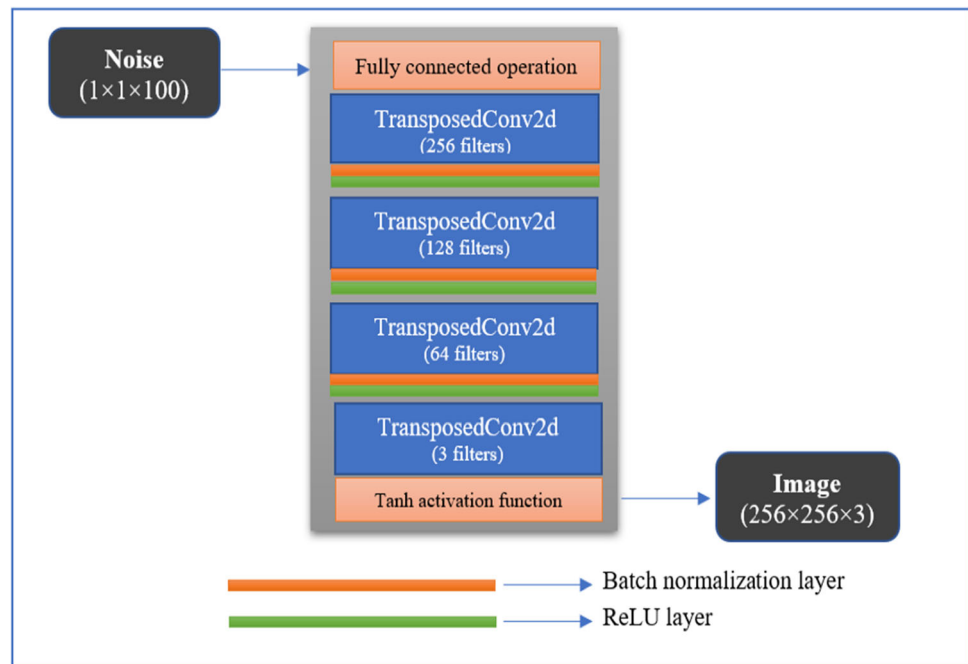 Noise
(1×1×100)
Fully connected operation
TransposedConv2d
(256 filters)
TransposedConv2d
(128 filters)
TransposedConv2d
(64 filters)
TransposedConv2d
(3 filters)
Tanh activation function
Image
(256×256×3)
Batch normalization layer
ReLU layer